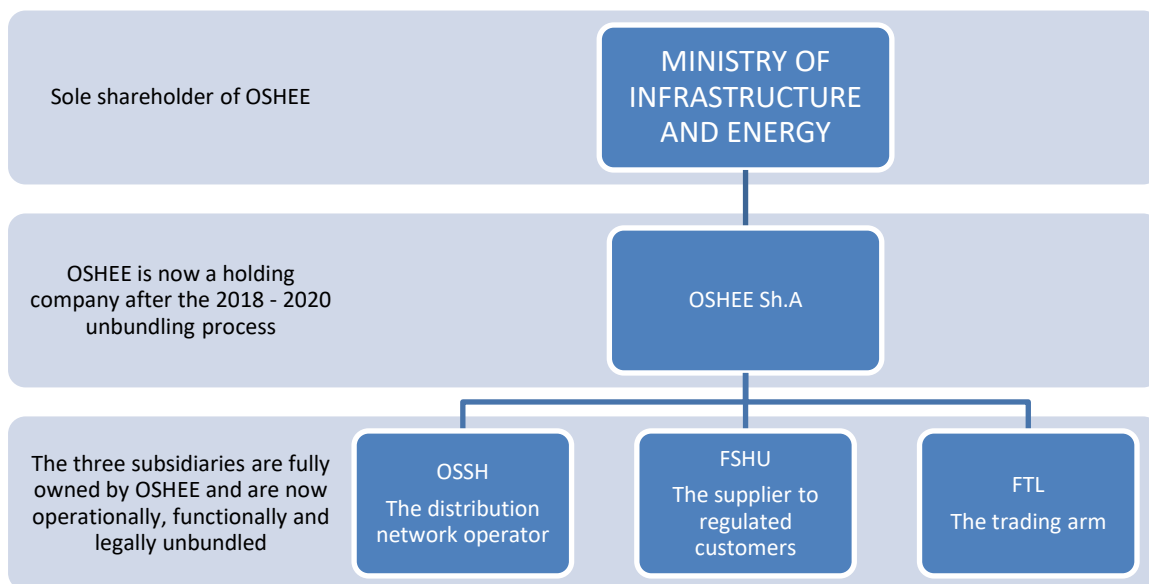 Sole shareholder of OSHEE
MINISTRY OF
INFRASTRUCTURE
AND ENERGY
OSHEE is now a holding
company after the 2018 - 2020
unbundling process
OSHEE Sh.A
The three subsidiaries are fully
owned by OSHEE and are now
operationally, functionally and
legally unbundled
OSSH
The distribution
network operator
FSHU
The supplier to
regulated
customers
FTL
The trading arm